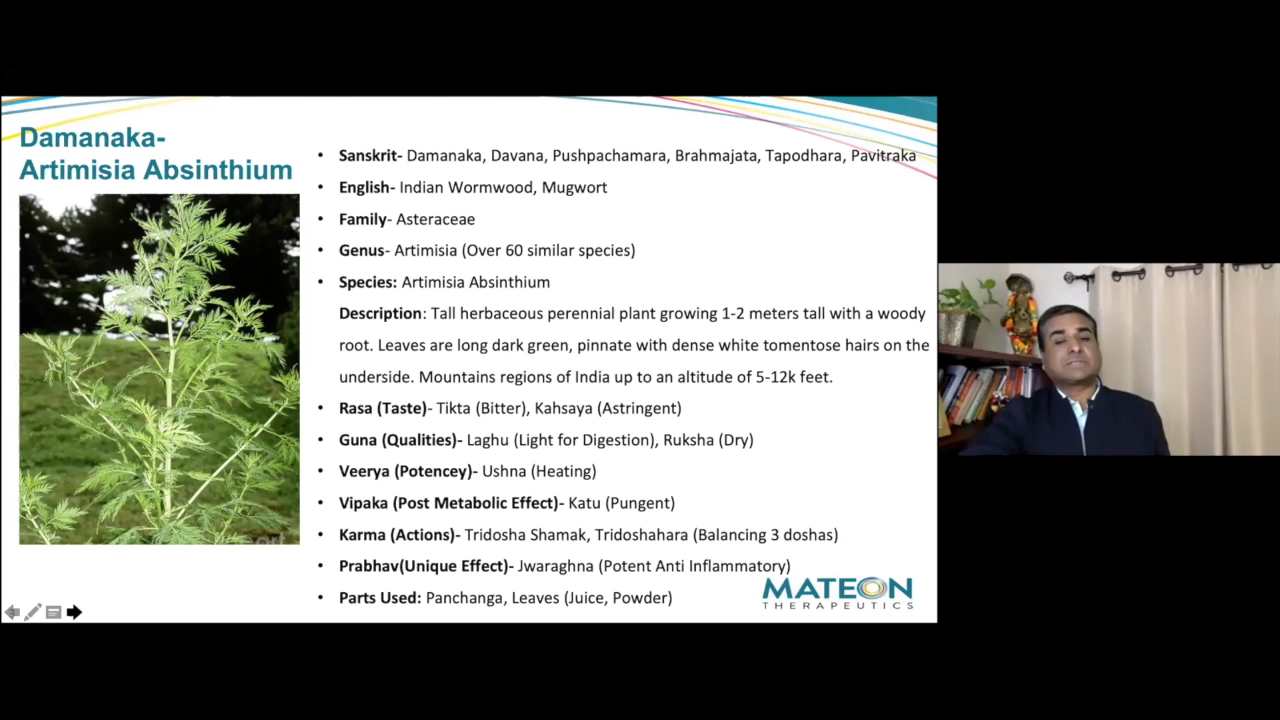 Damanaka-
Artimisia Absinthium
• Sanskrit- Damanaka, Davana, Pushpachamara, Brahmajata, Tapodhara, Pavitraka
• English- Indian Wormwood, Mugwort
• Family- Asteraceae
• Genus- Artimisia (Over 60 similar species)
• Species: Artimisia Absinthium
Description: Tall herbaceous perennial plant growing 1-2 meters tall with a woody
root. Leaves are long dark green, pinnate with dense white tomentose hairs on the
underside. Mountains regions of India up to an altitude of 5-12k feet.
• Rasa (Taste)- Tikta (Bitter), Kahsaya (Astringent)
• Guna (Qualities)- Laghu (Light for Digestion), Ruksha (Dry)
• Veerya (Potencey)- Ushna (Heating)
• Vipaka (Post Metabolic Effect)- Katu (Pungent)
• Karma (Actions)- Tridosha Shamak, Tridoshahara (Balancing 3 doshas)
• Prabhav(Unique Effect)- Jwaraghna (Potent Anti Inflammatory)
• Parts Used: Panchanga, Leaves (Juice, Powder)
MATEON
THERAPEUTICS